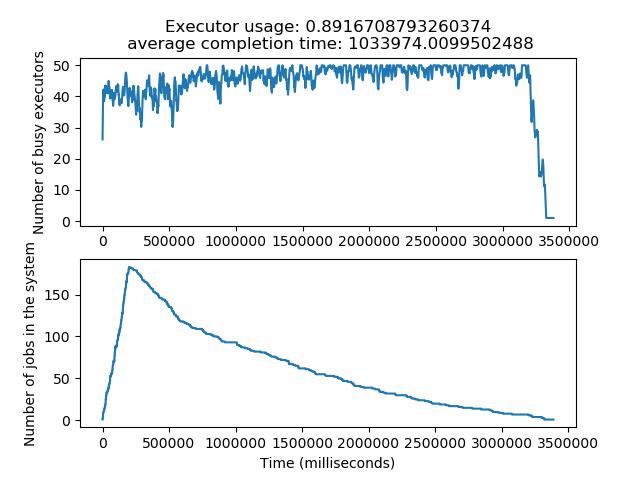 Executor usage: 0.8916708793260374
average completion time: 1033974.0099502488
Number of busy executors
50
40
30
20
10
0
0 500000 1000000 1500000 2000000 2500000 3000000 3500000
Number of jobs in the system
150
100
50
0
0 500000 1000000 1500000 2000000 2500000 3000000 3500000
Time (milliseconds)